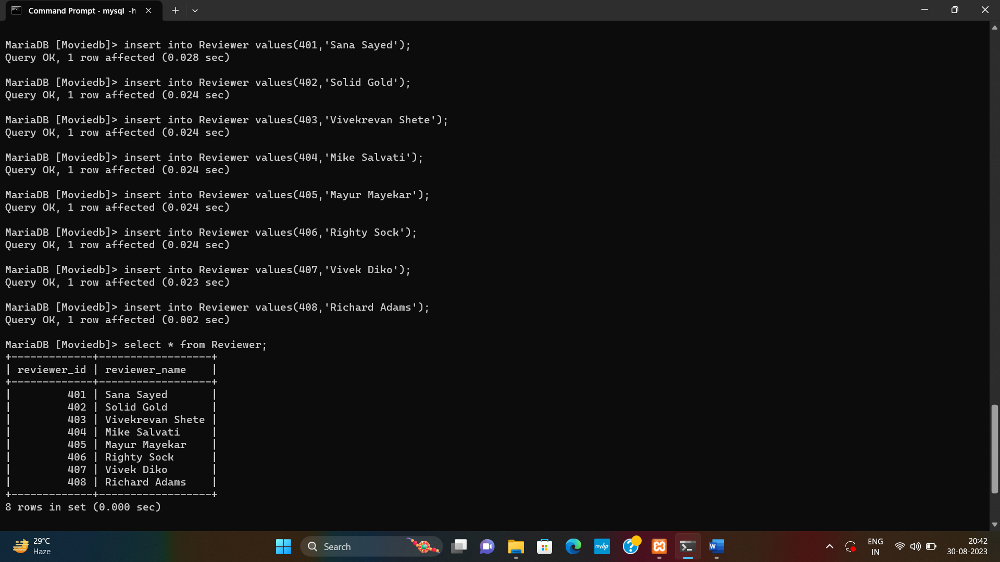 Command Prompt - mysql -h
MariaDB [Moviedb]> insert into Reviewer values(401,'Sana Sayed');
Query OK, 1 row affected (0.028 sec)
MariaDB [Moviedb]> insert into Reviewer values(402,'Solid Gold');
Query OK, 1 row affected (0.024 sec)
MariaDB [Moviedb]> insert into Reviewer values(403,'Vivekrevan Shete');
Query OK, 1 row affected (0.024 sec)
MariaDB [Moviedb]> insert into Reviewer values(404,'Mike Salvati');
Query OK, 1 row affected (0.024 sec)
MariaDB [Moviedb]> insert into Reviewer values(405,'Mayur Mayekar');
Query OK, 1 row affected (0.024 sec)
MariaDB [Moviedb]> insert into Reviewer values(406,'Righty Sock');
Query OK, 1 row affected (0.024 sec)
MariaDB [Moviedb]> insert into Reviewer values(407,'Vivek Diko');
Query OK, 1 row affected (0.023 sec)
MariaDB [Moviedb]> insert into Reviewer values(408,'Richard Adams');
Query OK, 1 row affected (0.002 sec)
MariaDB [Moviedb]> select * from Reviewer;
+-------------+------------------+
| reviewer_id | reviewer_name    |
+-------------+------------------+
|         401 | Sana Sayed       |
|         402 | Solid Gold       |
|         403 | Vivekrevan Shete |
|         404 | Mike Salvati     |
|         405 | Mayur Mayekar    |
|         406 | Righty Sock      |
|         407 | Vivek Diko       |
|         408 | Richard Adams    |
+-------------+------------------+
8 rows in set (0.000 sec)
29°C
Haze
Search
myhp
W
ENG
IN
20:42
30-08-2023